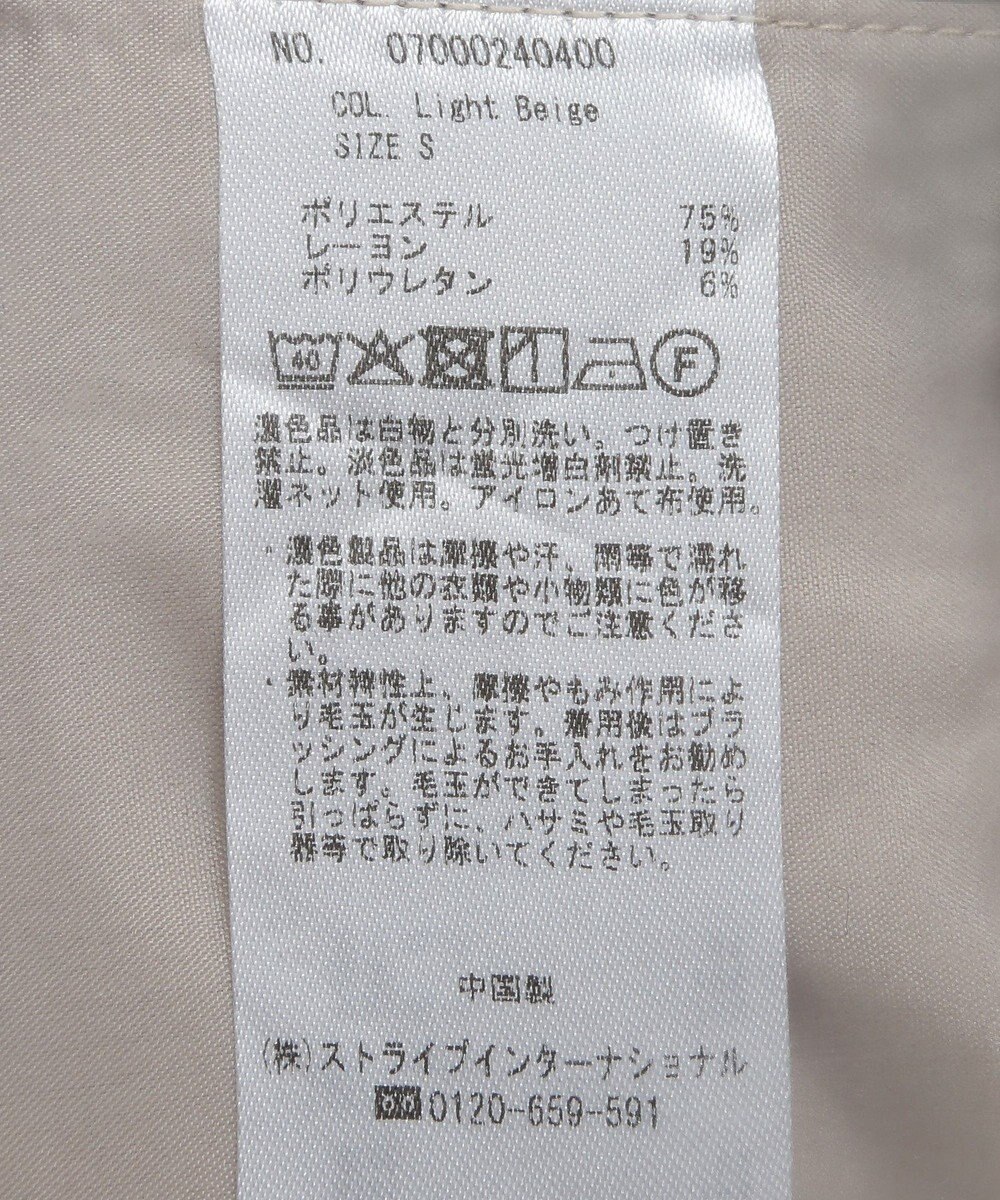 NO. 07000240400
COL. Light Beige
SIZE S
ポリエステル 75%
レーヨン 19%
ポリウレタン 6%
40 F
濃色品は白物と分別洗い。つけ置き
禁止。淡色品は蛍光増白剤禁止。洗
濯ネット使用。アイロンあて布使用。
・濃色製品は摩擦や汗、雨等で濡れ
た際に他の衣類や小物類に色が移
る事がありますのでご注意くださ
い。
・素材特性上、摩擦やもみ作用によ
り毛玉が生じます。着用後はブラ
ッシングによるお手入れをお勧め
します。毛玉ができてしまったら
引っぱらずに、ハサミや毛玉取り
器等で取り除いてください。
中国製
(株)ストライプインターナショナル
0120-659-591